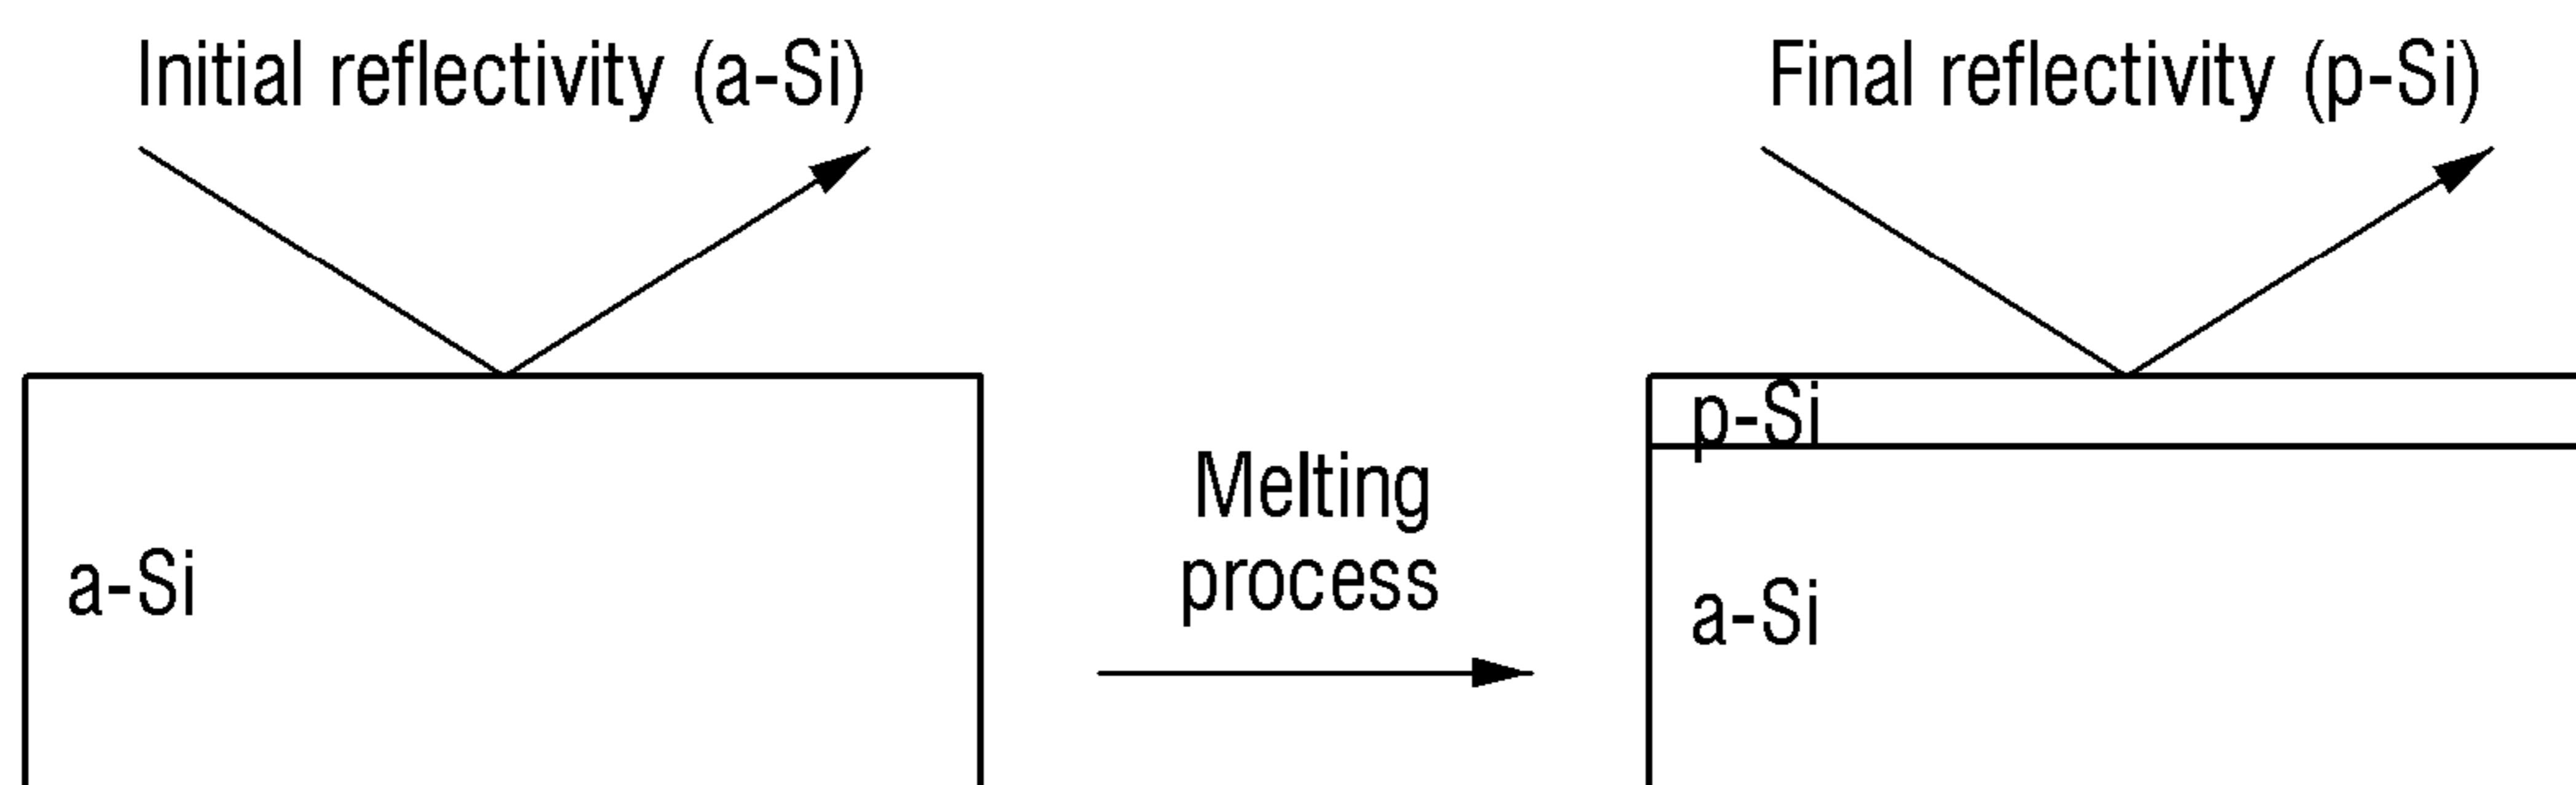 Initial reflectivity (a-Si)
Final reflectivity (p-Si)
p-Si
Melting
process
a-Si
a-Si